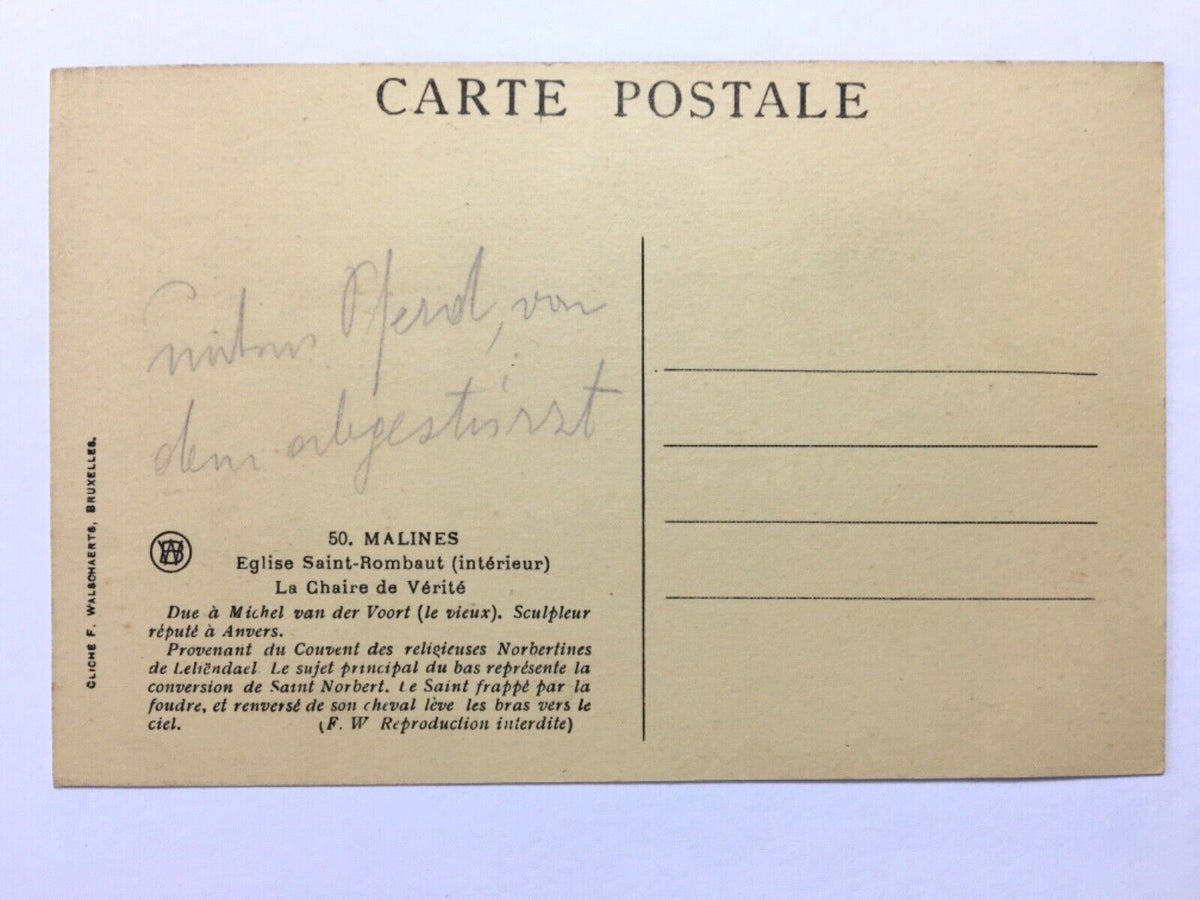 CARTE POSTALE
Pferd, von
dem abgestürzt
CLICHÉ F. WALSCHAERTS, BRUXELLES.
50. MALINES
Eglise Saint-Rombaut (intérieur)
La Chaire de Vérité
Due à Michel van der Voort (le vieux). Sculpteur
réputé à Anvers.
Provenant du Couvent des religieuses Norbertines
de Leliëndael Le sujet principal du bas représente la
conversion de Saint Norbert. Le Saint frappé par la
foudre, et renversé de son cheval lève les bras vers le
ciel. (F. W Reproduction interdite)